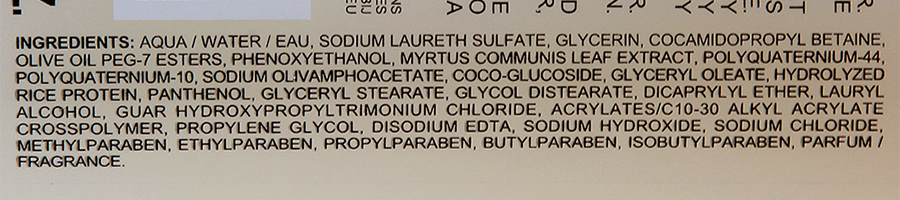 INGREDIENTS: AQUA / WATER / EAU, SODIUM LAURETH SULFATE, GLYCERIN, COCAMIDOPROPYL BETAINE,
OLIVE OIL PEG-7 ESTERS, PHENOXYETHANOL, MYRTUS COMMUNIS LEAF EXTRACT, POLYQUATERNIUM-44,
POLYQUATERNIUM-10, SODIUM OLIVAMPHOACETATE, COCO-GLUCOSIDE, GLYCERYL OLEATE, HYDROLYZED
RICE PROTEIN, PANTHENOL, GLYCERYL STEARATE, GLYCOL DISTEARATE, DICAPRYLYL ETHER, LAURYL
ALCOHOL, GUAR HYDROXYPROPYLTRIMONIUM CHLORIDE, ACRYLATES/C10-30 ALKYL ACRYLATE
CROSSPOLYMER, PROPYLENE GLYCOL, DISODIUM EDTA, SODIUM HYDROXIDE, SODIUM CHLORIDE,
METHYLPARABEN, ETHYLPARABEN, PROPYLPARABEN, BUTYLPARABEN, ISOBUTYLPARABEN, PARFUM /
FRAGRANCE.